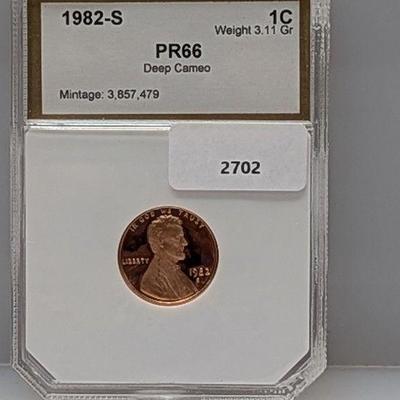 1982-S 1C
Weight 3.11 Gr
PR66
Deep Cameo
Mintage: 3,857,479
2702
IN GOD WE TRUST
LIBERTY
1982
S